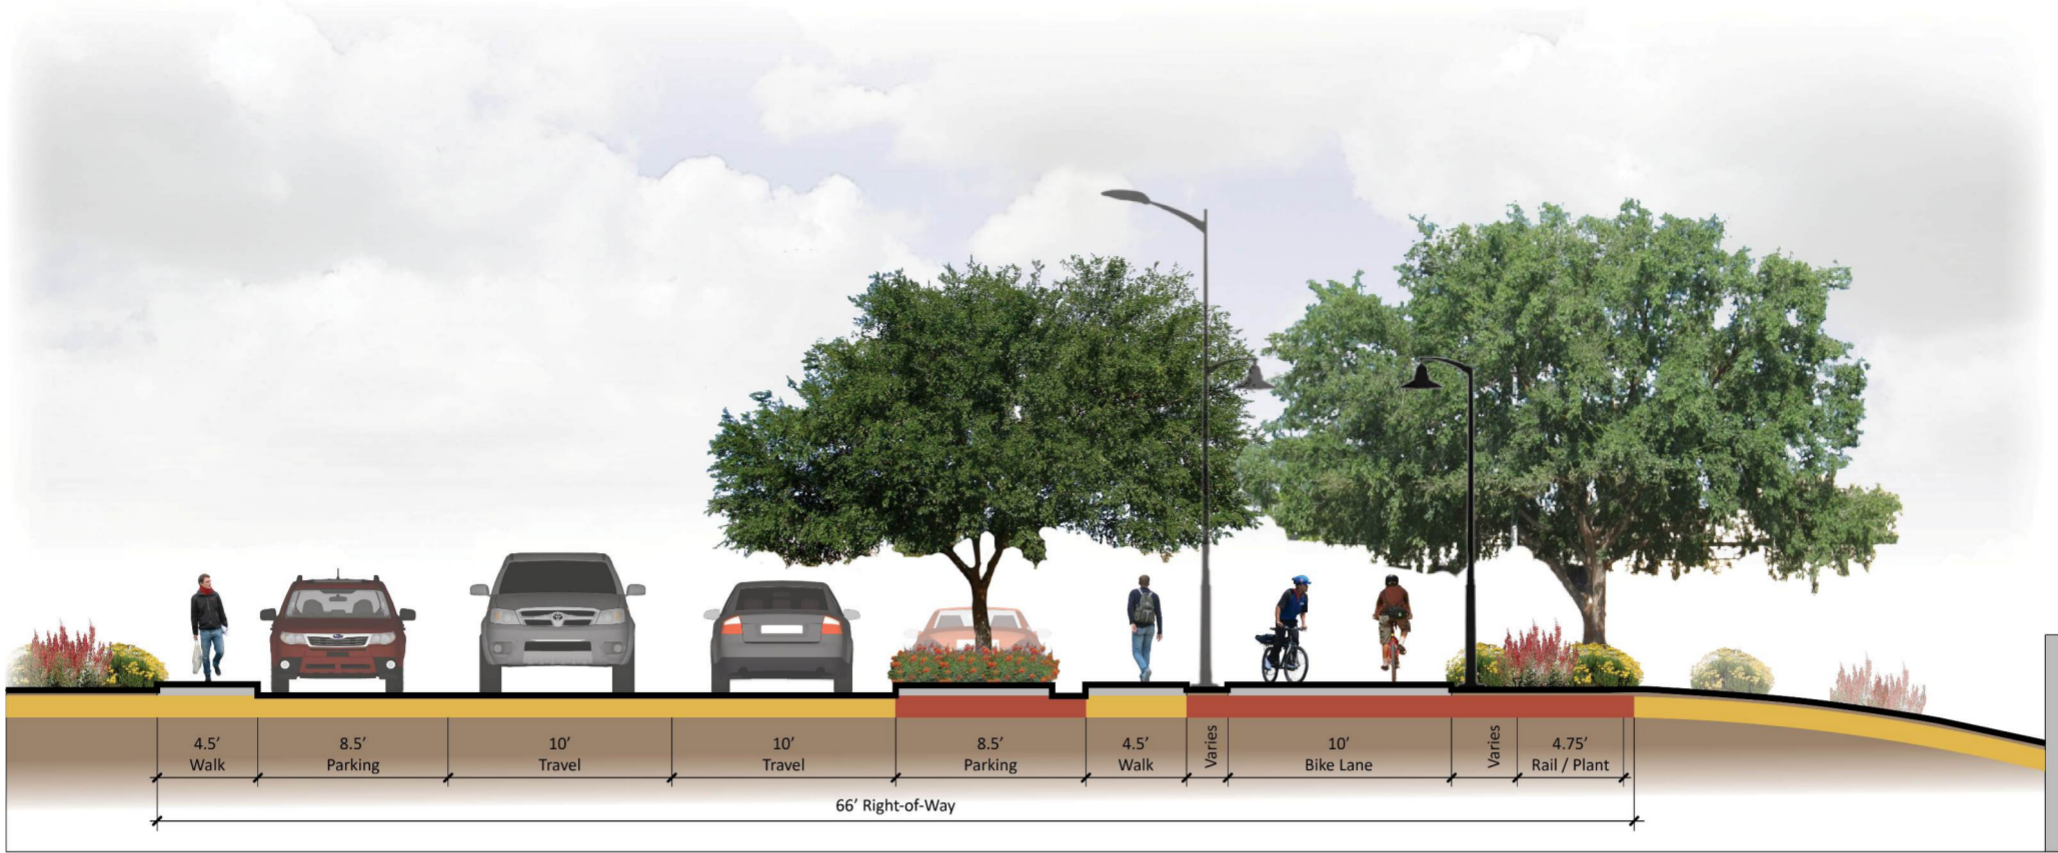 4.5′
Walk
8.5′
Parking
10′
Travel
10′
Travel
8.5′
Parking
4.5′
Walk
Varies
10′
Bike Lane
Varies
4.75′
Rail / Plant
66′ Right-of-Way